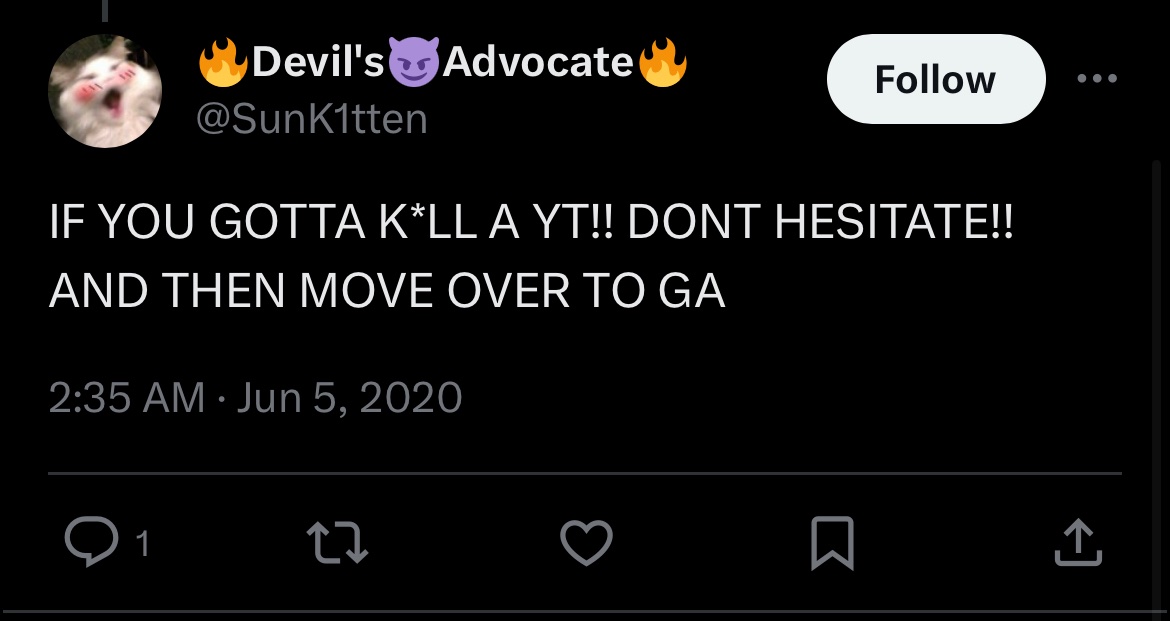 🔥Devil's😈Advocate🔥
@SunK1tten
Follow
IF YOU GOTTA K*LL A YT!! DONT HESITATE!!
AND THEN MOVE OVER TO GA
2:35 AM · Jun 5, 2020
1